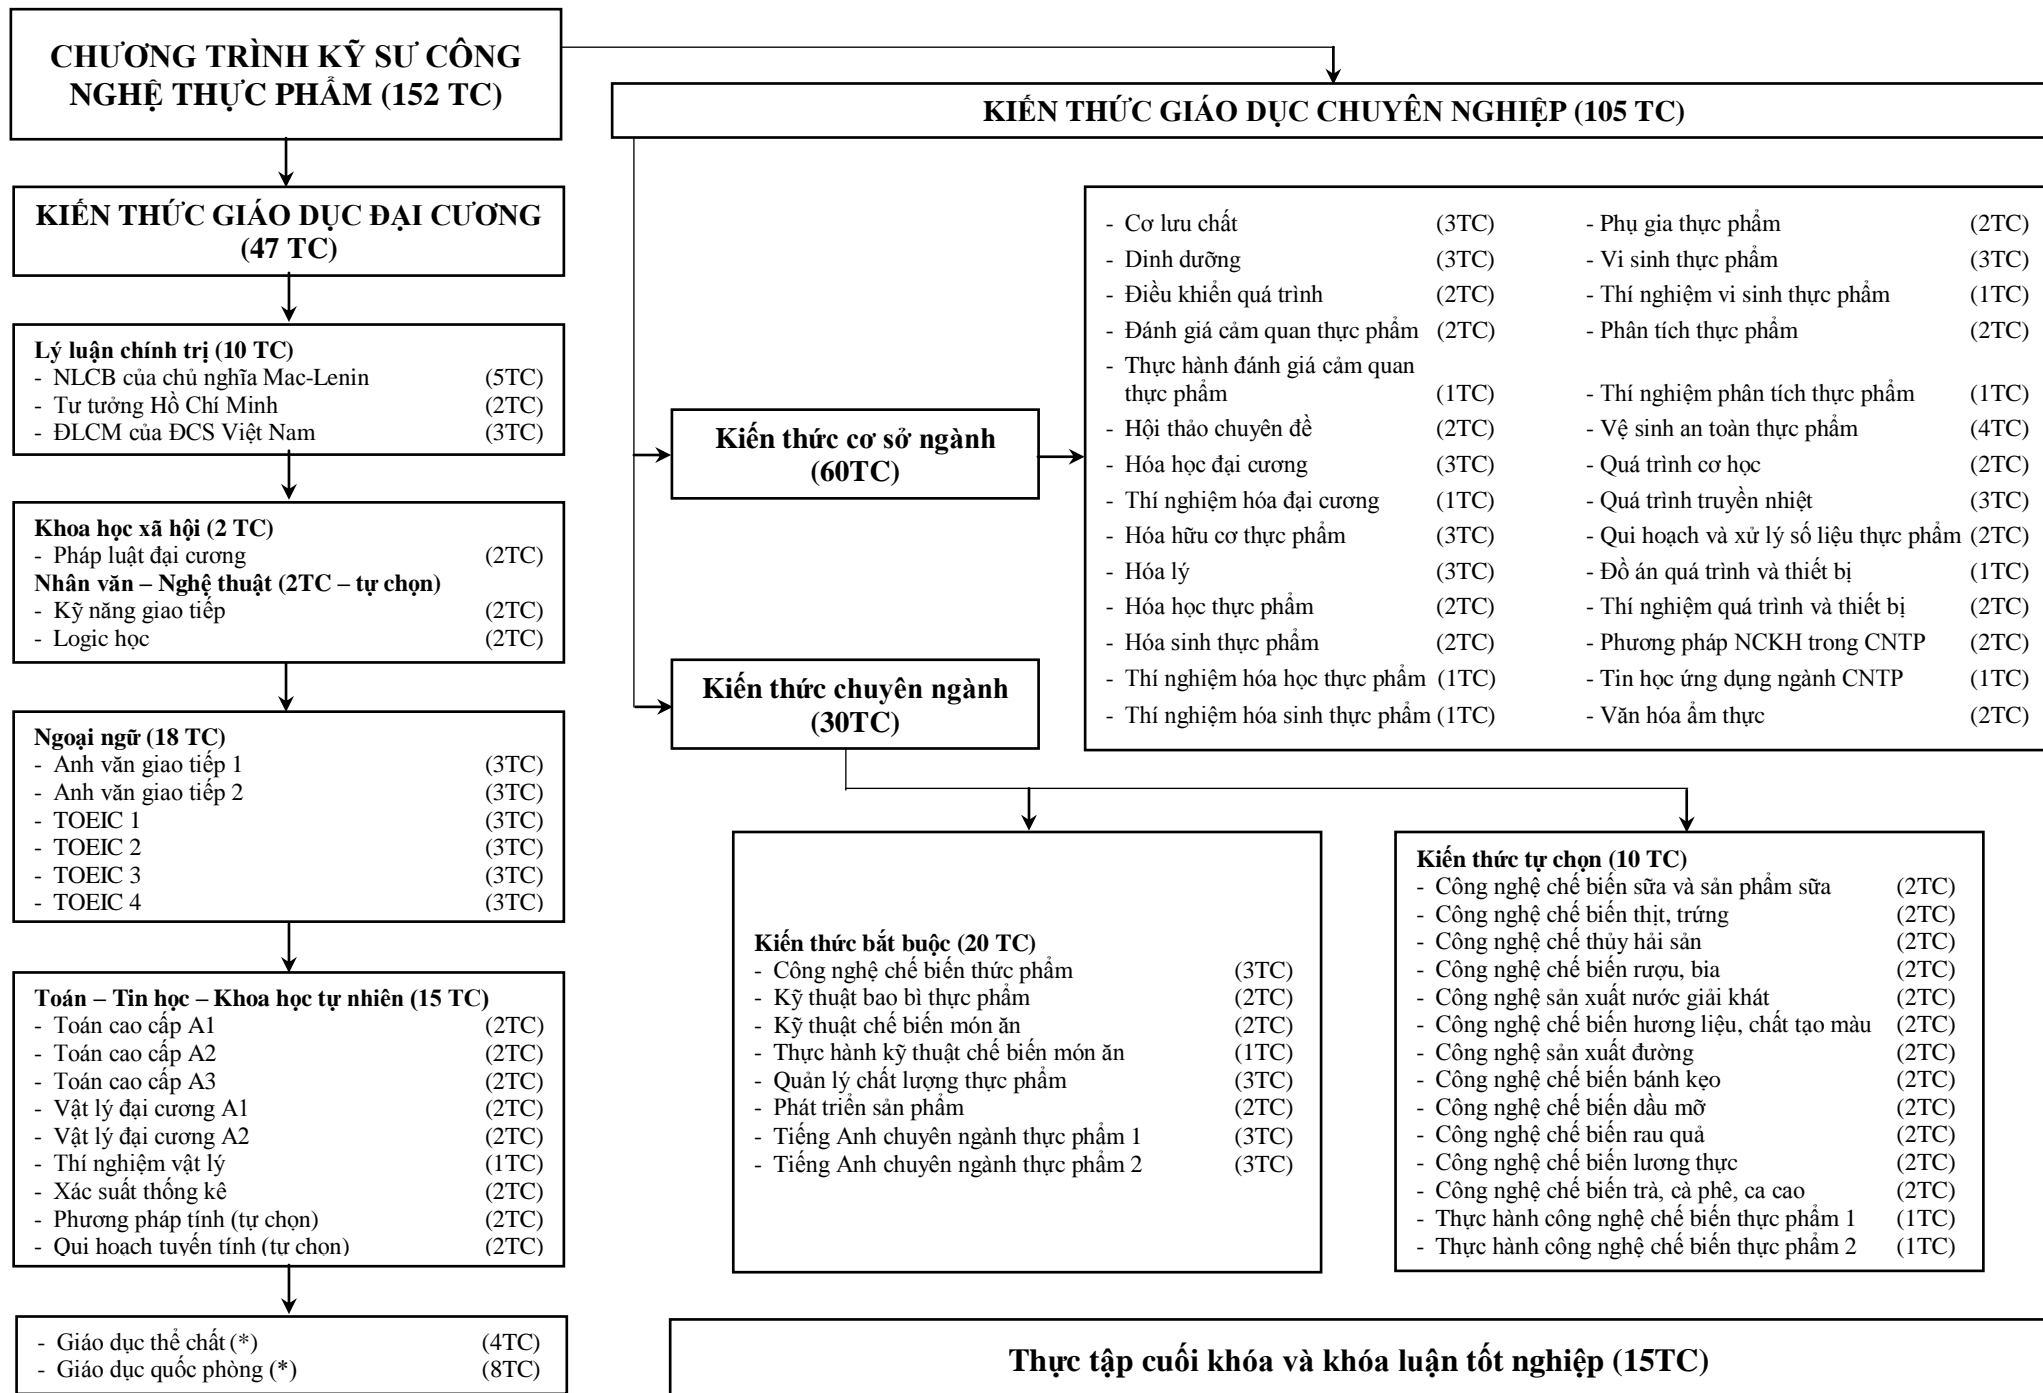 CHƯƠNG TRÌNH KỸ SƯ CÔNG
NGHỆ THỰC PHẨM (152 TC)
KIẾN THỨC GIÁO DỤC ĐẠI CƯƠNG
(47 TC)
Lý luận chính trị (10 TC)
- NLCB của chủ nghĩa Mac-Lenin (5TC)
- Tư tưởng Hồ Chí Minh (2TC)
- ĐLCM của ĐCS Việt Nam (3TC)
Khoa học xã hội (2 TC)
- Pháp luật đại cương (2TC)
Nhân văn – Nghệ thuật (2TC – tự chọn)
- Kỹ năng giao tiếp (2TC)
- Logic học (2TC)
Ngoại ngữ (18 TC)
- Anh văn giao tiếp 1 (3TC)
- Anh văn giao tiếp 2 (3TC)
- TOEIC 1 (3TC)
- TOEIC 2 (3TC)
- TOEIC 3 (3TC)
- TOEIC 4 (3TC)
Toán – Tin học – Khoa học tự nhiên (15 TC)
- Toán cao cấp A1 (2TC)
- Toán cao cấp A2 (2TC)
- Toán cao cấp A3 (2TC)
- Vật lý đại cương A1 (2TC)
- Vật lý đại cương A2 (2TC)
- Thí nghiệm vật lý (1TC)
- Xác suất thống kê (2TC)
- Phương pháp tính (tự chọn) (2TC)
- Qui hoạch tuyến tính (tự chọn) (2TC)
- Giáo dục thể chất (*) (4TC)
- Giáo dục quốc phòng (*) (8TC)
KIẾN THỨC GIÁO DỤC CHUYÊN NGHIỆP (105 TC)
Kiến thức cơ sở ngành
(60TC)
- Cơ lưu chất (3TC)
- Dinh dưỡng (3TC)
- Điều khiển quá trình (2TC)
- Đánh giá cảm quan thực phẩm (2TC)
- Thực hành đánh giá cảm quan
thực phẩm (1TC)
- Hội thảo chuyên đề (2TC)
- Hóa học đại cương (3TC)
- Thí nghiệm hóa đại cương (1TC)
- Hóa hữu cơ thực phẩm (3TC)
- Hóa lý (3TC)
- Hóa học thực phẩm (2TC)
- Hóa sinh thực phẩm (2TC)
- Thí nghiệm hóa học thực phẩm (1TC)
- Thí nghiệm hóa sinh thực phẩm (1TC)
- Phụ gia thực phẩm (2TC)
- Vi sinh thực phẩm (3TC)
- Thí nghiệm vi sinh thực phẩm (1TC)
- Phân tích thực phẩm (2TC)
- Thí nghiệm phân tích thực phẩm (1TC)
- Vệ sinh an toàn thực phẩm (4TC)
- Quá trình cơ học (2TC)
- Quá trình truyền nhiệt (3TC)
- Qui hoạch và xử lý số liệu thực phẩm (2TC)
- Đồ án quá trình và thiết bị (1TC)
- Thí nghiệm quá trình và thiết bị (2TC)
- Phương pháp NCKH trong CNTP (2TC)
- Tin học ứng dụng ngành CNTP (1TC)
- Văn hóa ẩm thực (2TC)
Kiến thức chuyên ngành
(30TC)
Kiến thức bắt buộc (20 TC)
- Công nghệ chế biến thức phẩm (3TC)
- Kỹ thuật bao bì thực phẩm (2TC)
- Kỹ thuật chế biến món ăn (2TC)
- Thực hành kỹ thuật chế biến món ăn (1TC)
- Quản lý chất lượng thực phẩm (3TC)
- Phát triển sản phẩm (2TC)
- Tiếng Anh chuyên ngành thực phẩm 1 (3TC)
- Tiếng Anh chuyên ngành thực phẩm 2 (3TC)
Kiến thức tự chọn (10 TC)
- Công nghệ chế biến sữa và sản phẩm sữa (2TC)
- Công nghệ chế biến thịt, trứng (2TC)
- Công nghệ chế thủy hải sản (2TC)
- Công nghệ chế biến rượu, bia (2TC)
- Công nghệ sản xuất nước giải khát (2TC)
- Công nghệ chế biến hương liệu, chất tạo màu (2TC)
- Công nghệ sản xuất đường (2TC)
- Công nghệ chế biến bánh kẹo (2TC)
- Công nghệ chế biến dầu mỡ (2TC)
- Công nghệ chế biến rau quả (2TC)
- Công nghệ chế biến lương thực (2TC)
- Công nghệ chế biến trà, cà phê, ca cao (2TC)
- Thực hành công nghệ chế biến thực phẩm 1 (1TC)
- Thực hành công nghệ chế biến thực phẩm 2 (1TC)
Thực tập cuối khóa và khóa luận tốt nghiệp (15TC)